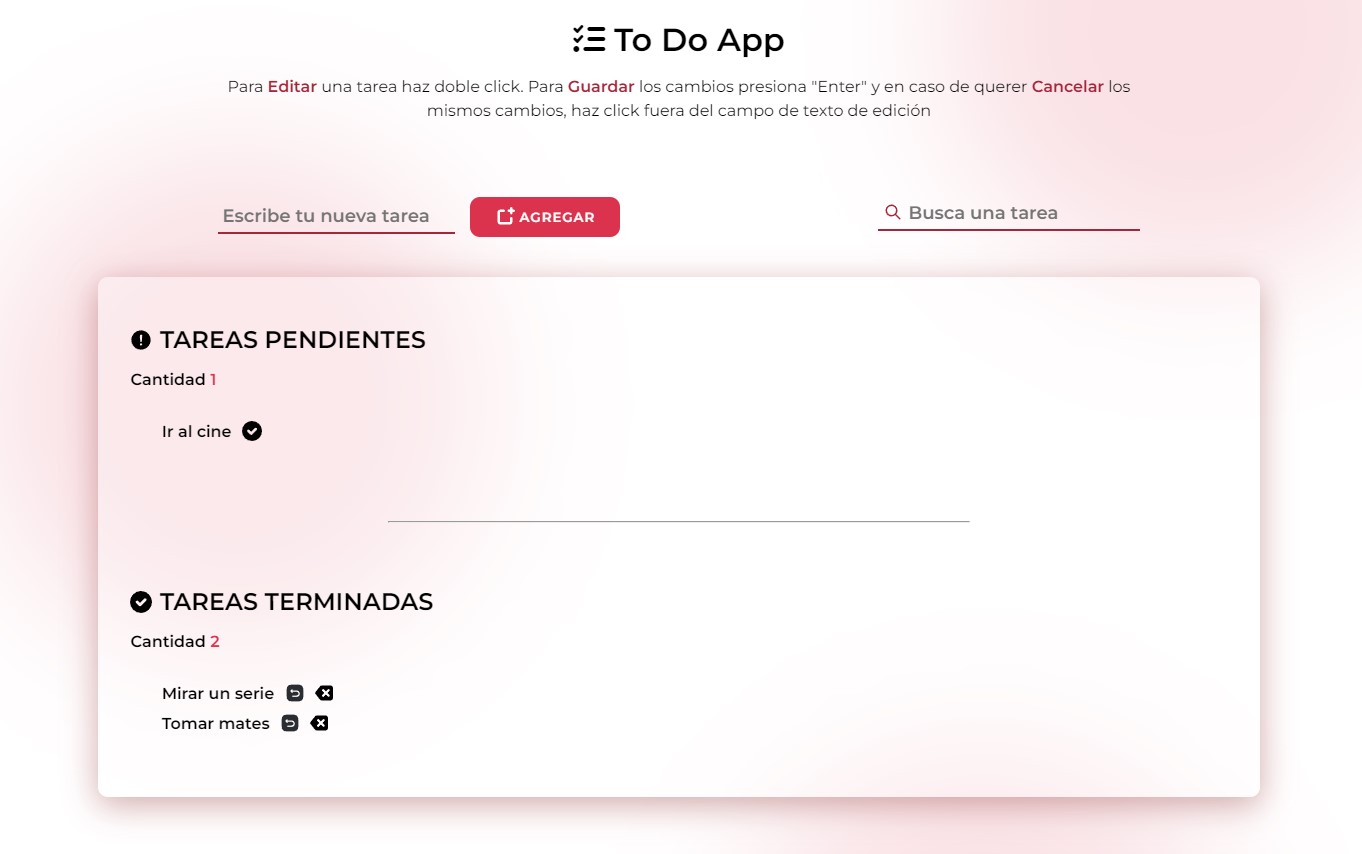 To Do App
Para Editar una tarea haz doble click. Para Guardar los cambios presiona "Enter" y en caso de querer Cancelar los
mismos cambios, haz click fuera del campo de texto de edición
Escribe tu nueva tarea
AGREGAR
Busca una tarea
TAREAS PENDIENTES
Cantidad 1
Ir al cine
TAREAS TERMINADAS
Cantidad 2
Mirar un serie
Tomar mates